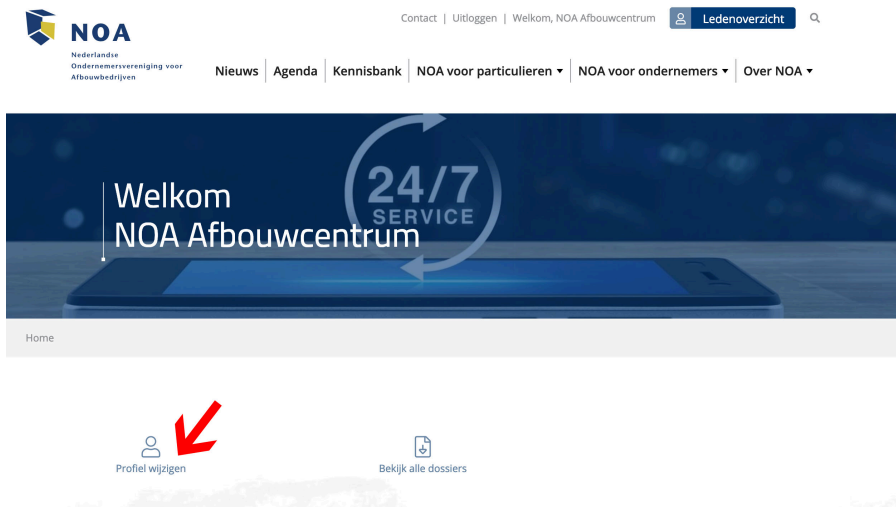 Contact | Uitloggen | Welkom, NOA Afbouwcentrum
Ledenoverzicht
NOA
Nederlandse
Ondernemersvereniging voor
Afbouwbedrijven
Nieuws | Agenda | Kennisbank | NOA voor particulieren | NOA voor ondernemers | Over NOA
24/7
SERVICE
Welkom
NOA Afbouwcentrum
Home
Profiel wijzigen
Bekijk alle dossiers